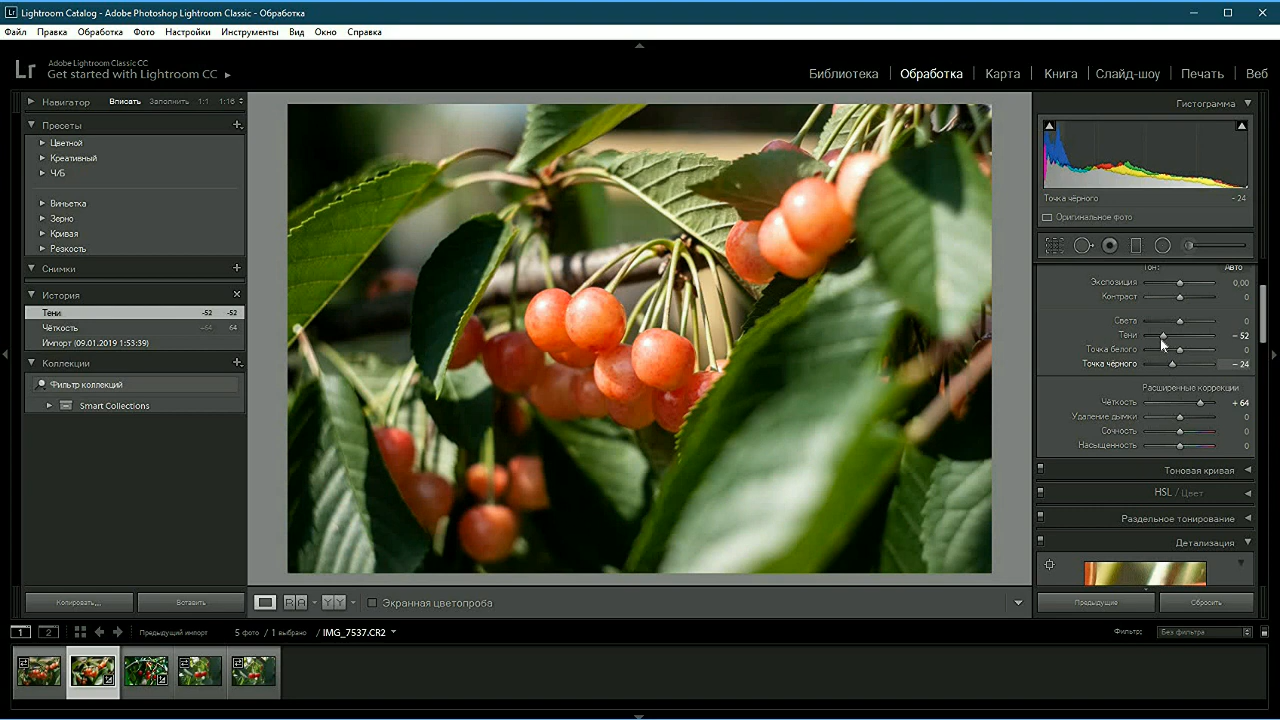 Lightroom Catalog - Adobe Photoshop Lightroom Classic - Обработка
Файл Правка Обработка Фото Настройки Инструменты Вид Окно Справка
Lr Adobe Lightroom Classic CC
Get started with Lightroom CC
Библиотека Обработка Карта Книга Слайд-шоу Печать Веб
Навигатор Вписать Заполнить 1:1 1:16
Пресеты
Цветной
Креативный
Ч/Б
Виньетка
Зерно
Кривая
Резкость
Снимки
История
Тени -52 -52
Чёткость +64 64
Импорт (09.01.2019 1:53:39)
Коллекции
Фильтр коллекций
Smart Collections
Копировать...
Вставить
Гистограмма
Точка чёрного - 24
Оригинальное фото
Тон: Авто
Экспозиция 0,00
Контраст 0
Света 0
Тени - 52
Точка белого 0
Точка чёрного - 24
Расширенные коррекции
Чёткость + 64
Удаление дымки 0
Сочность 0
Насыщенность 0
Тоновая кривая
HSL / Цвет
Раздельное тонирование
Детализация
Предыдущие
Сбросить
R A Y Y Экранная цветопроба
1 2 Предыдущий импорт 5 фото / 1 выбрано / IMG_7537.CR2
Фильтр: Без фильтра